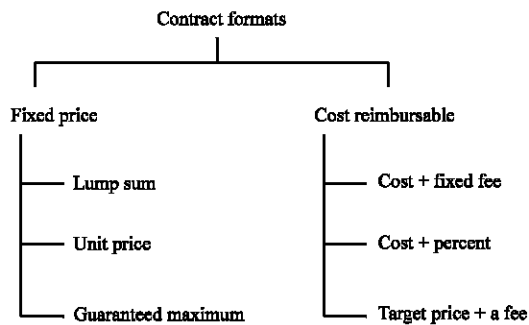 Contract formats
Fixed price
Cost reimbursable
Lump sum
Cost + fixed fee
Unit price
Cost + percent
Guaranteed maximum
Target price + a fee